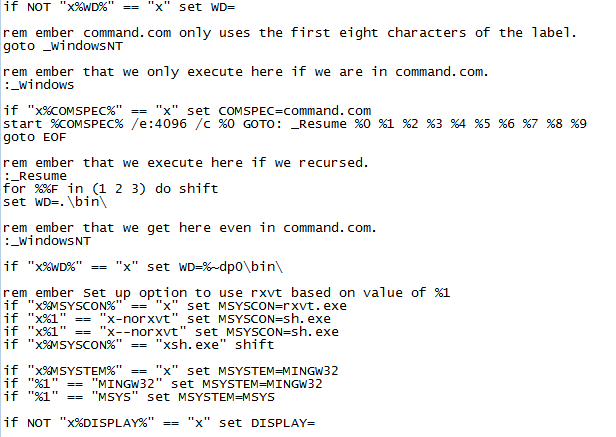 if NOT "x%WD%" == "x" set WD=
rem ember command.com only uses the first eight characters of the label.
goto _WindowsNT
rem ember that we only execute here if we are in command.com.
:_Windows
if "x%COMSPEC%" == "x" set COMSPEC=command.com
start %COMSPEC% /e:4096 /c %0 GOTO: _Resume %0 %1 %2 %3 %4 %5 %6 %7 %8 %9
goto EOF
rem ember that we execute here if we recursed.
:_Resume
for %%F in (1 2 3) do shift
set WD=.\bin\
rem ember that we get here even in command.com.
:_WindowsNT
if "x%WD%" == "x" set WD=%~dp0\bin\
rem ember Set up option to use rxvt based on value of %1
if "x%MSYSCON%" == "x" set MSYSCON=rxvt.exe
if "x%1" == "x-norxvt" set MSYSCON=sh.exe
if "x%1" == "x--norxvt" set MSYSCON=sh.exe
if "x%MSYSCON%" == "xsh.exe" shift
if "x%MSYSTEM%" == "x" set MSYSTEM=MINGW32
if "%1" == "MINGW32" set MSYSTEM=MINGW32
if "%1" == "MSYS" set MSYSTEM=MSYS
if NOT "x%DISPLAY%" == "x" set DISPLAY=